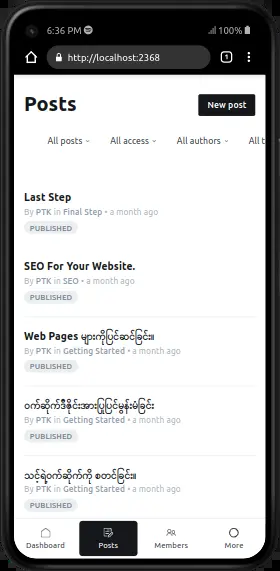 6:36 PM
100%
http://localhost:2368
1
Posts
New post
All posts
All access
All authors
All t
Last Step
By PTK in Final Step • a month ago
PUBLISHED
SEO For Your Website.
By PTK in SEO • a month ago
PUBLISHED
Web Pages များကိုပြင်ဆင်ခြင်း။
By PTK in Getting Started • a month ago
PUBLISHED
ဝက်ဆိုက်ဒီဇိုင်းအားပြုပြင်မွန်းမံခြင်း
By PTK in Getting Started • a month ago
PUBLISHED
သင့်ရဲ့ဝက်ဆိုက်ကို စတင်ခြင်း။
By PTK in Getting Started • a month ago
PUBLISHED
Dashboard
Posts
Members
More